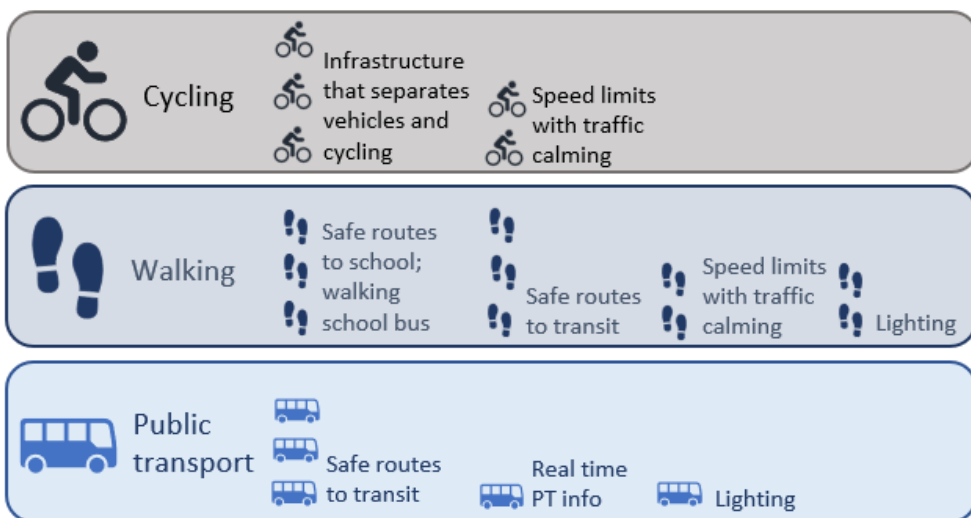 Cycling
Infrastructure
that separates
vehicles and
cycling
Speed limits
with traffic
calming
Walking
Safe routes
to school;
walking
school bus
Safe routes
to transit
Speed limits
with traffic
calming
Lighting
Public
transport
Safe routes
to transit
Real time
PT info
Lighting